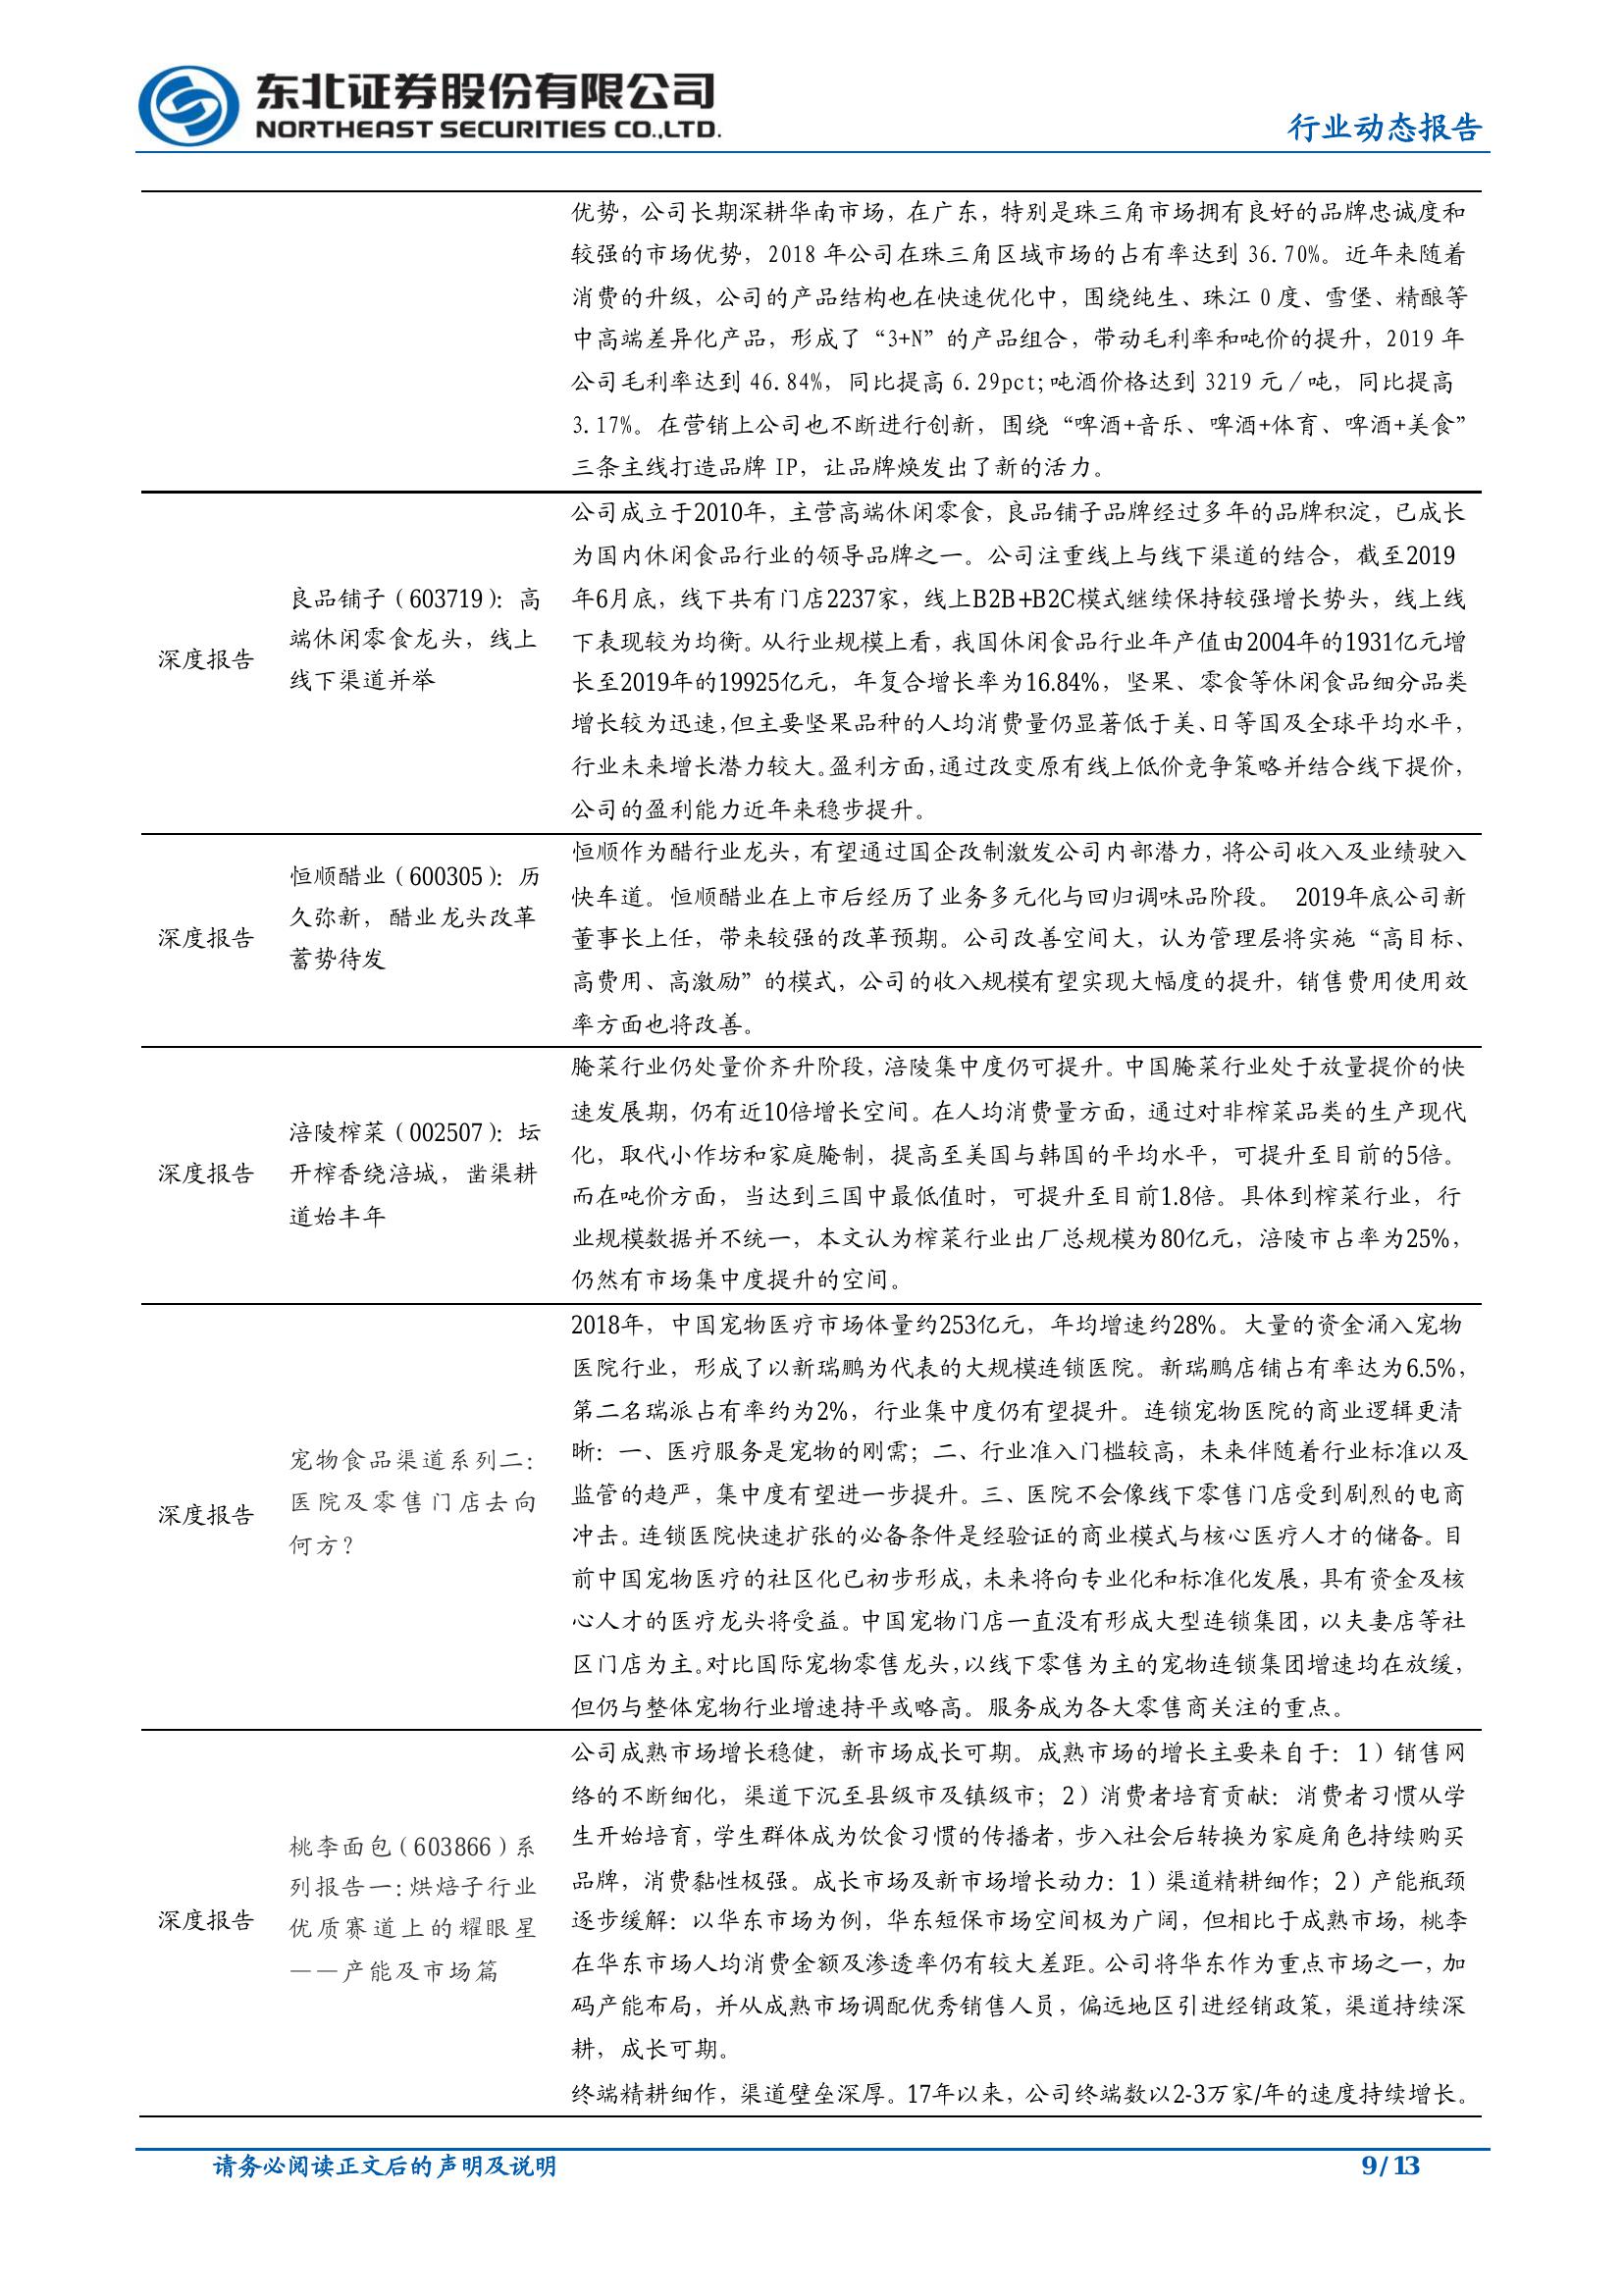 东北证券股份有限公司
NORTHEAST SECURITIES CO.,LTD.
行业动态报告
优势，公司长期深耕华南市场，在广东，特别是珠三角市场拥有良好的品牌忠诚度和
较强的市场优势，2018 年公司在珠三角区域市场的占有率达到 36.70%。近年来随着
消费的升级，公司的产品结构也在快速优化中，围绕纯生、珠江 0 度、雪堡、精酿等
中高端差异化产品，形成了“3+N”的产品组合，带动毛利率和吨价的提升，2019 年
公司毛利率达到 46.84%，同比提高 6.29pct;吨酒价格达到 3219 元／吨，同比提高
3.17%。在营销上公司也不断进行创新，围绕“啤酒+音乐、啤酒+体育、啤酒+美食”
三条主线打造品牌 IP，让品牌焕发出了新的活力。
深度报告
良品铺子（603719）：高
端休闲零食龙头，线上
线下渠道并举
公司成立于2010年，主营高端休闲零食，良品铺子品牌经过多年的品牌积淀，已成长
为国内休闲食品行业的领导品牌之一。公司注重线上与线下渠道的结合，截至2019
年6月底，线下共有门店2237家，线上B2B+B2C模式继续保持较强增长势头，线上线
下表现较为均衡。从行业规模上看，我国休闲食品行业年产值由2004年的1931亿元增
长至2019年的19925亿元，年复合增长率为16.84%，坚果、零食等休闲食品细分品类
增长较为迅速，但主要坚果品种的人均消费量仍显著低于美、日等国及全球平均水平，
行业未来增长潜力较大。盈利方面，通过改变原有线上低价竞争策略并结合线下提价，
公司的盈利能力近年来稳步提升。
深度报告
恒顺醋业（600305）：历
久弥新，醋业龙头改革
蓄势待发
恒顺作为醋行业龙头，有望通过国企改制激发公司内部潜力，将公司收入及业绩驶入
快车道。恒顺醋业在上市后经历了业务多元化与回归调味品阶段。 2019年底公司新
董事长上任，带来较强的改革预期。公司改善空间大，认为管理层将实施“高目标、
高费用、高激励”的模式，公司的收入规模有望实现大幅度的提升，销售费用使用效
率方面也将改善。
深度报告
涪陵榨菜（002507）：坛
开榨香绕涪城，凿渠耕
道始丰年
腌菜行业仍处量价齐升阶段，涪陵集中度仍可提升。中国腌菜行业处于放量提价的快
速发展期，仍有近10倍增长空间。在人均消费量方面，通过对非榨菜品类的生产现代
化，取代小作坊和家庭腌制，提高至美国与韩国的平均水平，可提升至目前的5倍。
而在吨价方面，当达到三国中最低值时，可提升至目前1.8倍。具体到榨菜行业，行
业规模数据并不统一，本文认为榨菜行业出厂总规模为80亿元，涪陵市占率为25%，
仍然有市场集中度提升的空间。
深度报告
宠物食品渠道系列二：
医院及零售门店去向
何方？
2018年，中国宠物医疗市场体量约253亿元，年均增速约28%。大量的资金涌入宠物
医院行业，形成了以新瑞鹏为代表的大规模连锁医院。新瑞鹏店铺占有率达为6.5%，
第二名瑞派占有率约为2%，行业集中度仍有望提升。连锁宠物医院的商业逻辑更清
晰：一、医疗服务是宠物的刚需；二、行业准入门槛较高，未来伴随着行业标准以及
监管的趋严，集中度有望进一步提升。三、医院不会像线下零售门店受到剧烈的电商
冲击。连锁医院快速扩张的必备条件是经验证的商业模式与核心医疗人才的储备。目
前中国宠物医疗的社区化已初步形成，未来将向专业化和标准化发展，具有资金及核
心人才的医疗龙头将受益。中国宠物门店一直没有形成大型连锁集团，以夫妻店等社
区门店为主。对比国际宠物零售龙头，以线下零售为主的宠物连锁集团增速均在放缓，
但仍与整体宠物行业增速持平或略高。服务成为各大零售商关注的重点。
深度报告
桃李面包（603866）系
列报告一：烘焙子行业
优质赛道上的耀眼星
——产能及市场篇
公司成熟市场增长稳健，新市场成长可期。成熟市场的增长主要来自于：1）销售网
络的不断细化，渠道下沉至县级市及镇级市；2）消费者培育贡献：消费者习惯从学
生开始培育，学生群体成为饮食习惯的传播者，步入社会后转换为家庭角色持续购买
品牌，消费黏性极强。成长市场及新市场增长动力：1）渠道精耕细作；2）产能瓶颈
逐步缓解：以华东市场为例，华东短保市场空间极为广阔，但相比于成熟市场，桃李
在华东市场人均消费金额及渗透率仍有较大差距。公司将华东作为重点市场之一，加
码产能布局，并从成熟市场调配优秀销售人员，偏远地区引进经销政策，渠道持续深
耕，成长可期。
终端精耕细作，渠道壁垒深厚。17年以来，公司终端数以2-3万家/年的速度持续增长。
请务必阅读正文后的声明及说明
9/13